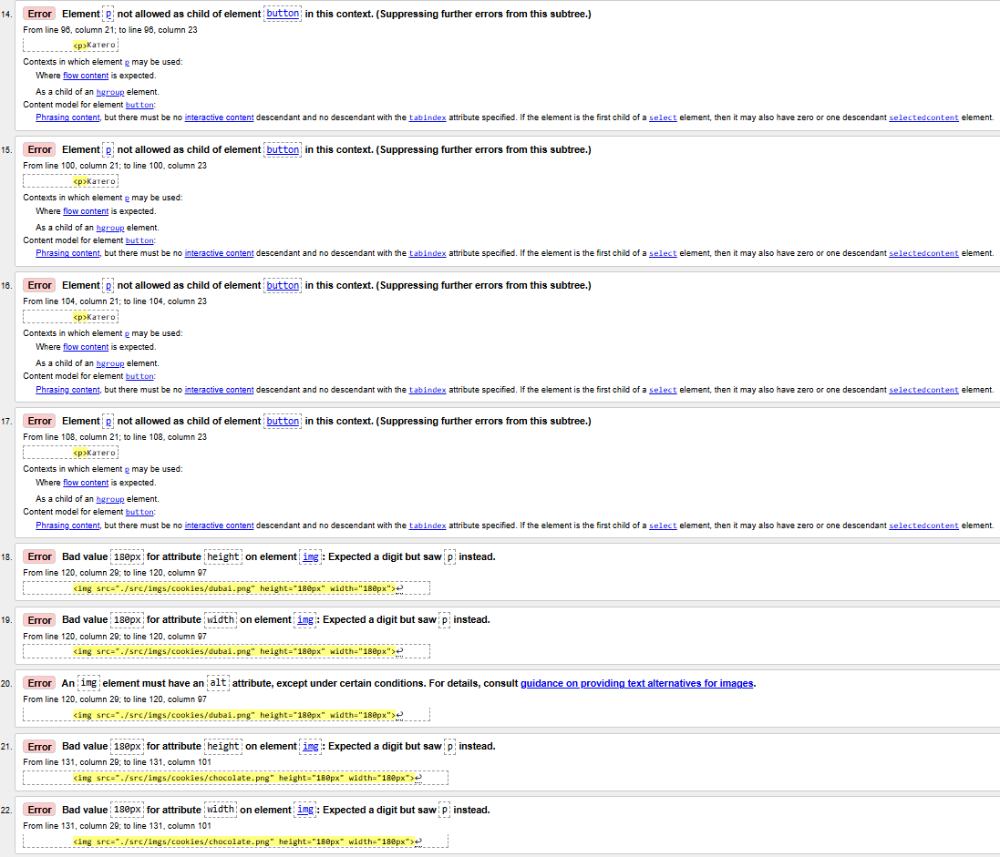 14. Error Element p not allowed as child of element button in this context. (Suppressing further errors from this subtree.)
From line 96, column 21; to line 96, column 23
<p>Катего
Contexts in which element p may be used:
Where flow content is expected.
As a child of an hgroup element.
Content model for element button:
Phrasing content, but there must be no interactive content descendant and no descendant with the tabindex attribute specified. If the element is the first child of a select element, then it may also have zero or one descendant selectedcontent element.
15. Error Element p not allowed as child of element button in this context. (Suppressing further errors from this subtree.)
From line 100, column 21; to line 100, column 23
<p>Катего
Contexts in which element p may be used:
Where flow content is expected.
As a child of an hgroup element.
Content model for element button:
Phrasing content, but there must be no interactive content descendant and no descendant with the tabindex attribute specified. If the element is the first child of a select element, then it may also have zero or one descendant selectedcontent element.
16. Error Element p not allowed as child of element button in this context. (Suppressing further errors from this subtree.)
From line 104, column 21; to line 104, column 23
<p>Катего
Contexts in which element p may be used:
Where flow content is expected.
As a child of an hgroup element.
Content model for element button:
Phrasing content, but there must be no interactive content descendant and no descendant with the tabindex attribute specified. If the element is the first child of a select element, then it may also have zero or one descendant selectedcontent element.
17. Error Element p not allowed as child of element button in this context. (Suppressing further errors from this subtree.)
From line 108, column 21; to line 108, column 23
<p>Катего
Contexts in which element p may be used:
Where flow content is expected.
As a child of an hgroup element.
Content model for element button:
Phrasing content, but there must be no interactive content descendant and no descendant with the tabindex attribute specified. If the element is the first child of a select element, then it may also have zero or one descendant selectedcontent element.
18. Error Bad value 180px for attribute height on element img: Expected a digit but saw p instead.
From line 120, column 29; to line 120, column 97
<img src="./src/imgs/cookies/dubai.png" height="180px" width="180px">↩
19. Error Bad value 180px for attribute width on element img: Expected a digit but saw p instead.
From line 120, column 29; to line 120, column 97
<img src="./src/imgs/cookies/dubai.png" height="180px" width="180px">↩
20. Error An img element must have an alt attribute, except under certain conditions. For details, consult guidance on providing text alternatives for images.
From line 120, column 29; to line 120, column 97
<img src="./src/imgs/cookies/dubai.png" height="180px" width="180px">↩
21. Error Bad value 180px for attribute height on element img: Expected a digit but saw p instead.
From line 131, column 29; to line 131, column 101
<img src="./src/imgs/cookies/chocolate.png" height="180px" width="180px">↩
22. Error Bad value 180px for attribute width on element img: Expected a digit but saw p instead.
From line 131, column 29; to line 131, column 101
<img src="./src/imgs/cookies/chocolate.png" height="180px" width="180px">↩